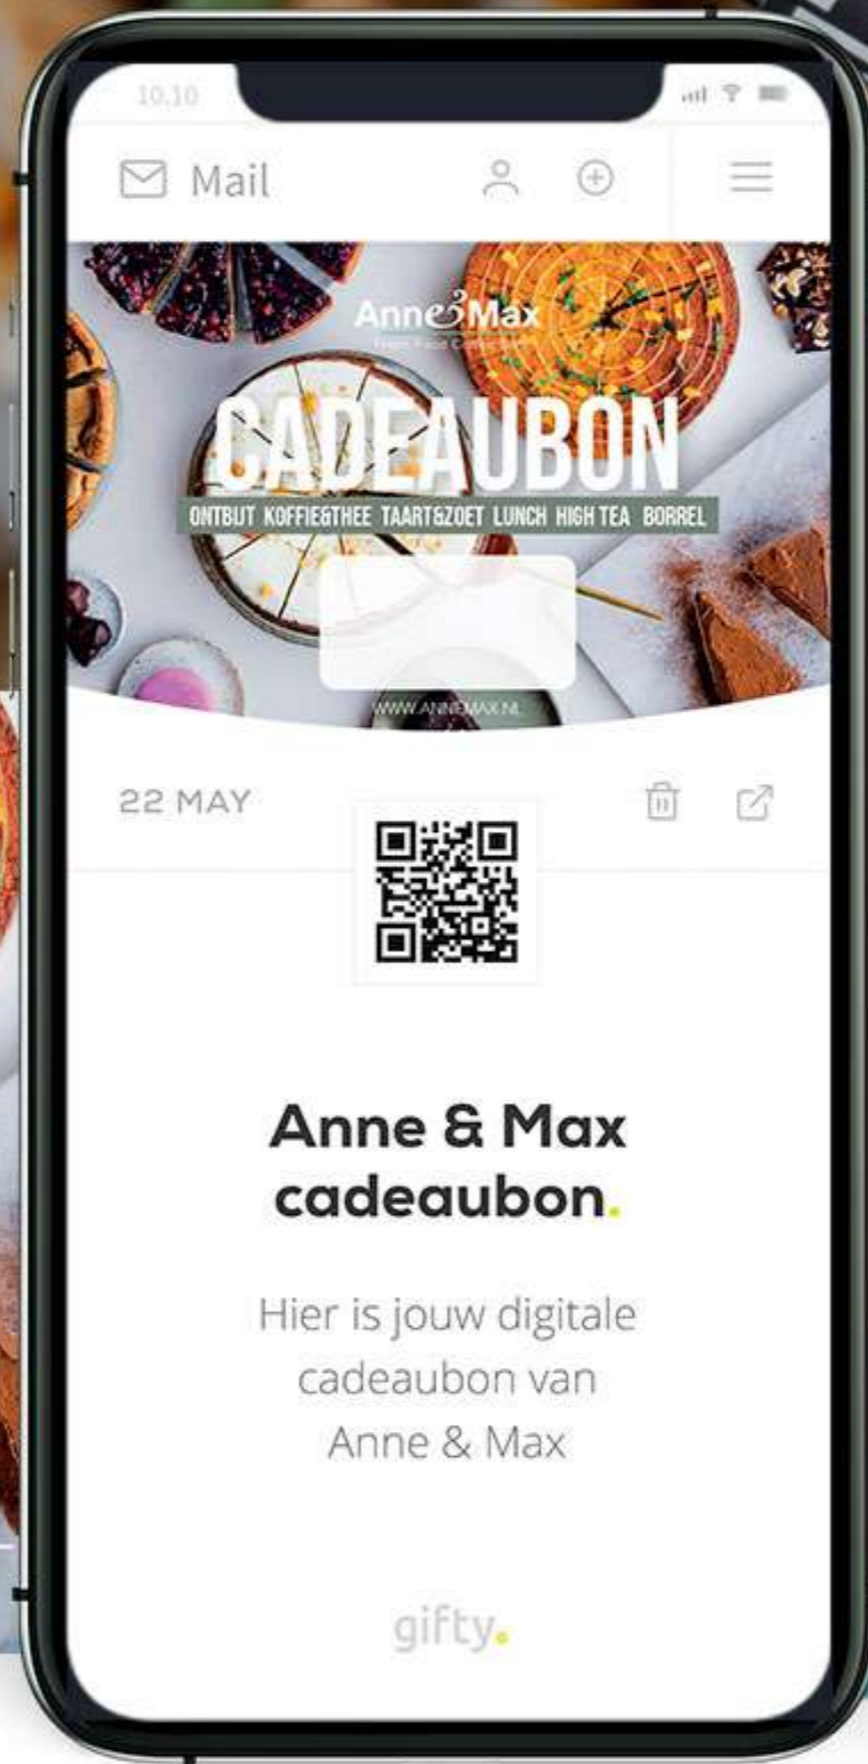 10.10
Mail
Anne&Max
CADEAUBON
ONTBIJT KOFFIE&THEE TAART&ZOET LUNCH HIGH TEA BORREL
WWW.ANNEMAX.NL
22 MAY
Anne & Max
cadeaubon.
Hier is jouw digitale
cadeaubon van
Anne & Max
gifty.